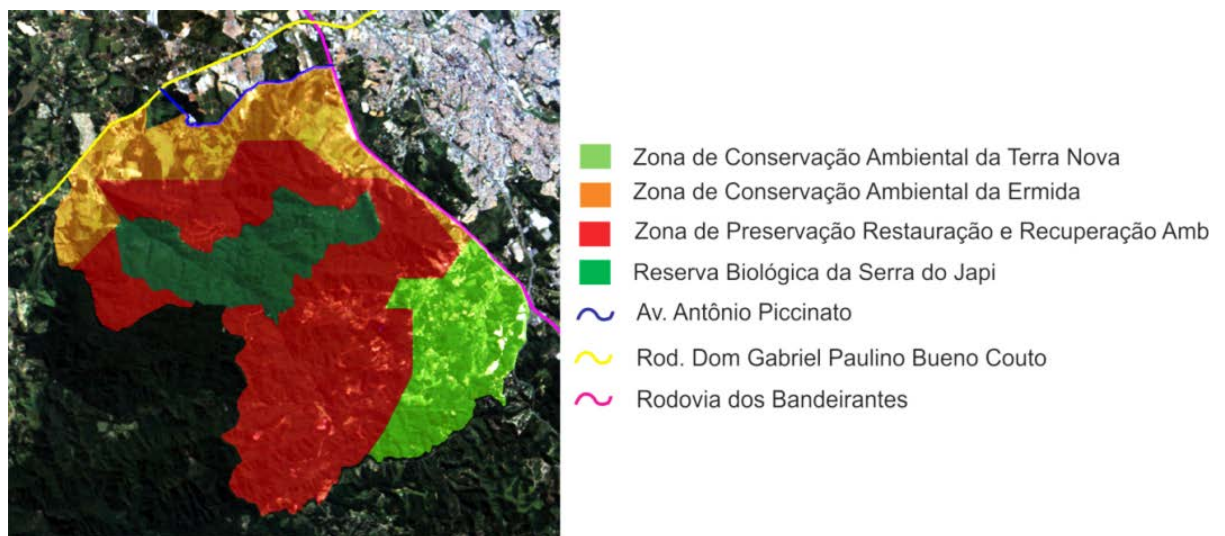 Zona de Conservação Ambiental da Terra Nova
Zona de Conservação Ambiental da Ermida
Zona de Preservação Restauração e Recuperação Amb
Reserva Biológica da Serra do Japi
Av. Antônio Piccinato
Rod. Dom Gabriel Paulino Bueno Couto
Rodovia dos Bandeirantes